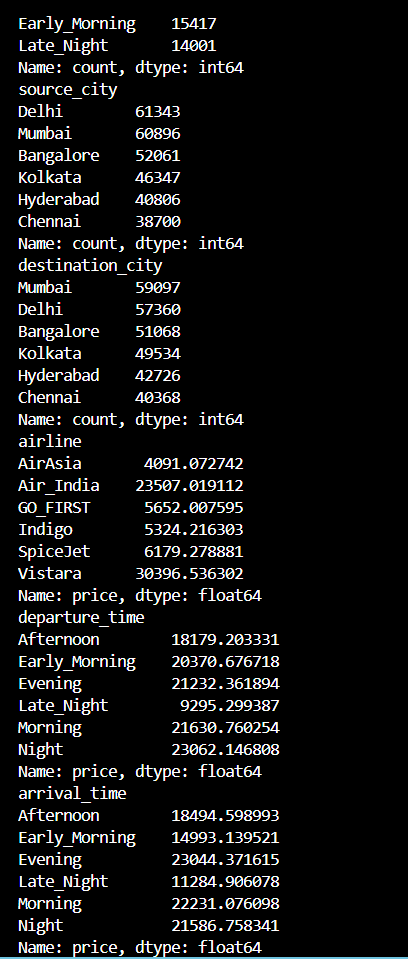 Early_Morning    15417
Late_Night       14001
Name: count, dtype: int64
source_city
Delhi        61343
Mumbai       60896
Bangalore    52061
Kolkata      46347
Hyderabad    40806
Chennai      38700
Name: count, dtype: int64
destination_city
Mumbai       59097
Delhi        57360
Bangalore    51068
Kolkata      49534
Hyderabad    42726
Chennai      40368
Name: count, dtype: int64
airline
AirAsia       4091.072742
Air_India    23507.019112
GO_FIRST      5652.007595
Indigo        5324.216303
SpiceJet      6179.278881
Vistara      30396.536302
Name: price, dtype: float64
departure_time
Afternoon        18179.203331
Early_Morning    20370.676718
Evening          21232.361894
Late_Night        9295.299387
Morning          21630.760254
Night            23062.146808
Name: price, dtype: float64
arrival_time
Afternoon        18494.598993
Early_Morning    14993.139521
Evening          23044.371615
Late_Night       11284.906078
Morning          22231.076098
Night            21586.758341
Name: price, dtype: float64